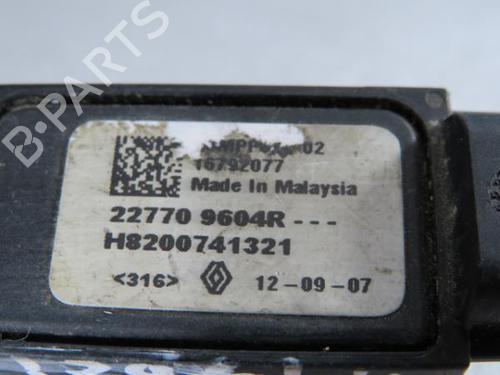 B-PARTS
16792077
Made In Malaysia
22770 9604R ---
H8200741321
<316> 12-09-07